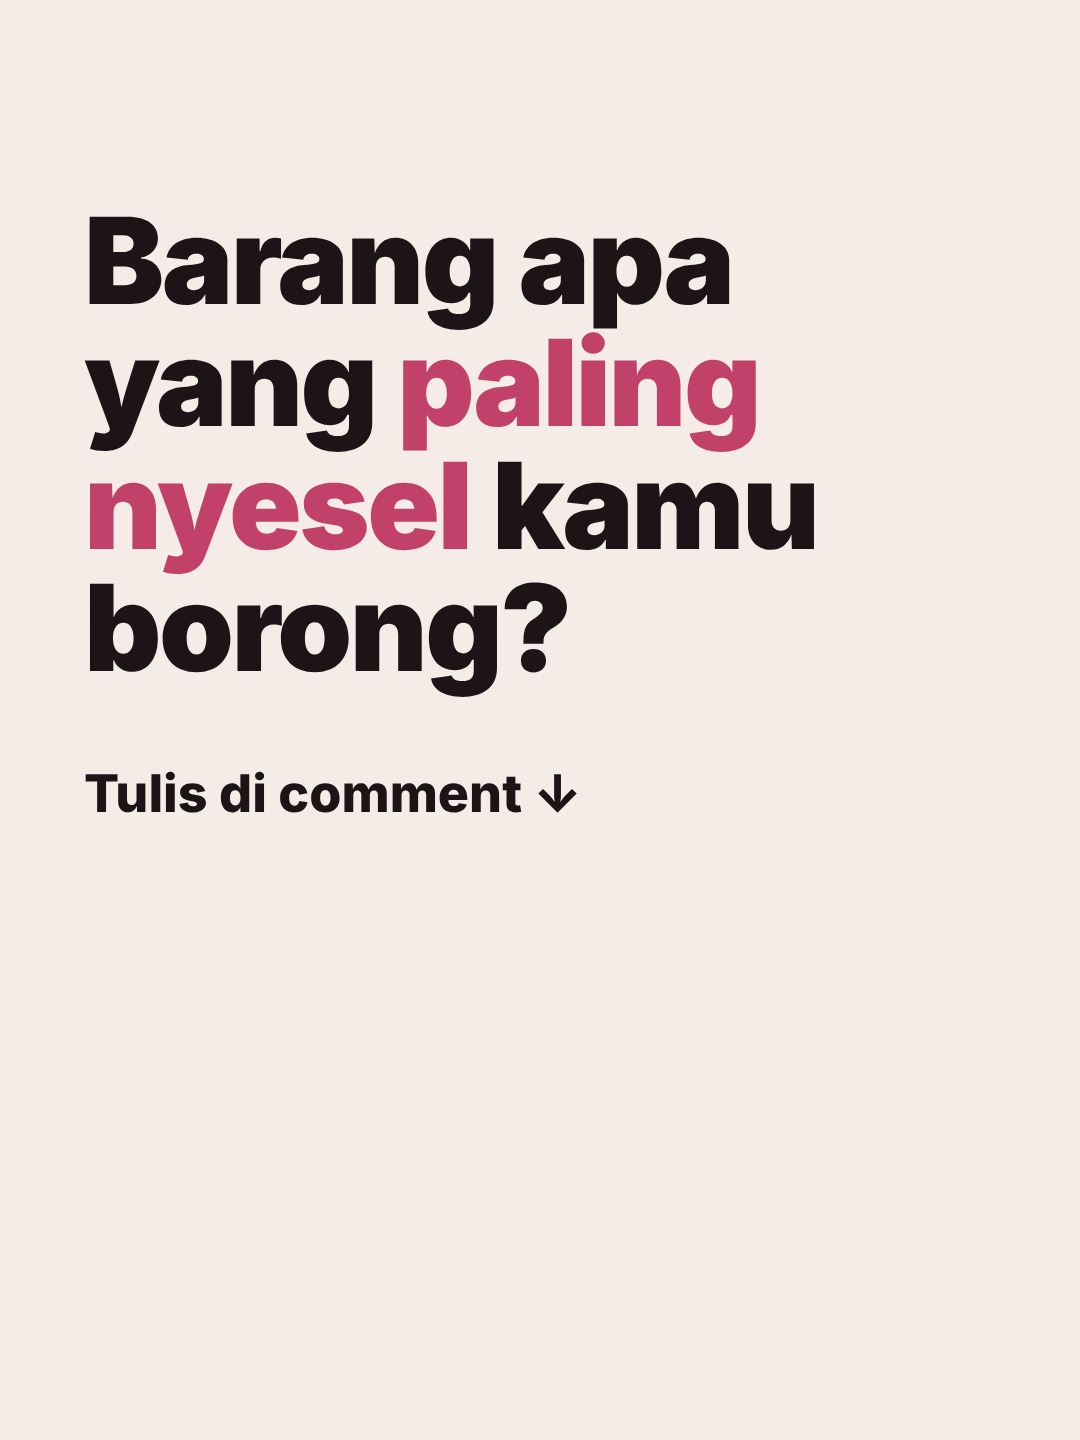 Barang apa
yang paling
nyesel kamu
borong?
Tulis di comment ↓